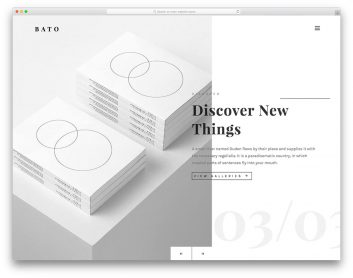 BATO
Discover New
Things
A small river named Duden flows by their place and supplies it with
the necessary regelialia. It is a paradisematic country, in which
roasted parts of sentences fly into your mouth.
VIEW GALLERIES
03/03